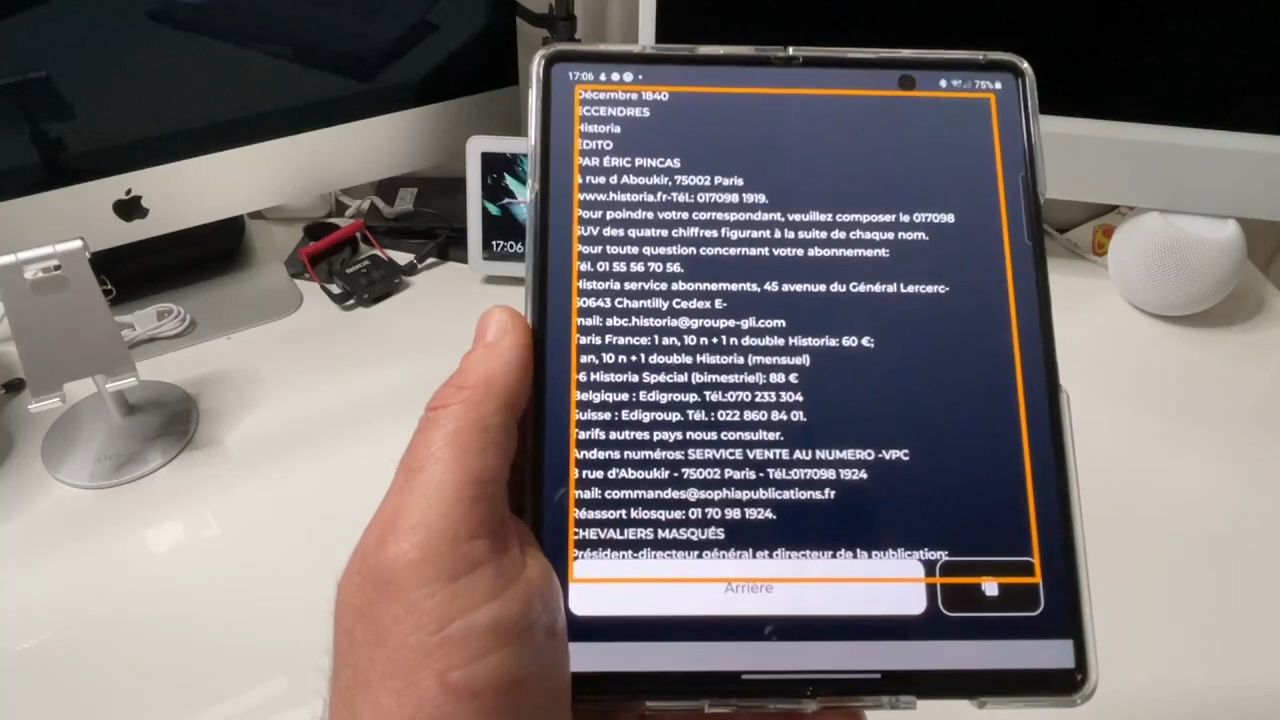 17:06
75%
Décembre 1840
ECCENDRES
Historia
EDITO
PAR ÉRIC PINCAS
rue d Aboukir, 75002 Paris
www.historia.fr-Tél.: 017098 1919.
Pour poindre votre correspondant, veuillez composer le 017098
SUV des quatre chiffres figurant à la suite de chaque nom.
Pour toute question concernant votre abonnement:
Tél. 01 55 56 70 56.
Historia service abonnements, 45 avenue du Général Lercerc-
60643 Chantilly Cedex E-
mail: abc.historia@groupe-gli.com
Taris France: 1 an, 10 n + 1 n double Historia: 60 €;
an, 10 n + 1 double Historia (mensuel)
+6 Historia Spécial (bimestriel): 88 €
Belgique : Edigroup. Tél.:070 233 304
Suisse : Edigroup. Tél. : 022 860 84 01.
Tarifs autres pays nous consulter.
Andens numéros: SERVICE VENTE AU NUMERO -VPC
8 rue d'Aboukir - 75002 Paris - Tél.:017098 1924
mail: commandes@sophiapublications.fr
Réassort kiosque: 01 70 98 1924.
CHEVALIERS MASQUÉS
Président-directeur général et directeur de la publication:
Arrière
17:06